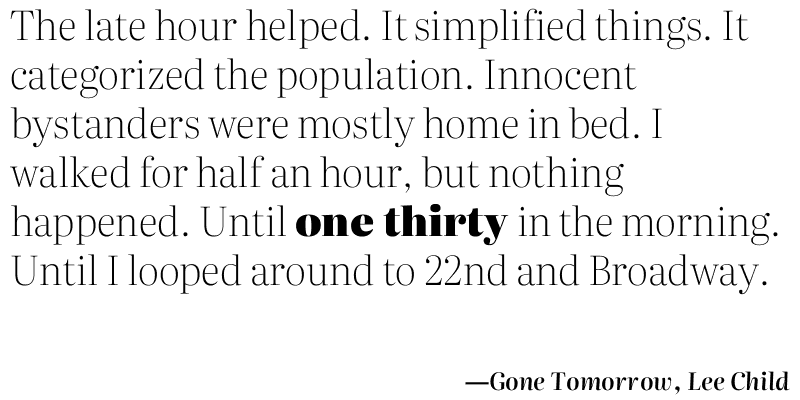 The late hour helped. It simplified things. It
categorized the population. Innocent
bystanders were mostly home in bed. I
walked for half an hour, but nothing
happened. Until one thirty in the morning.
Until I looped around to 22nd and Broadway.
—Gone Tomorrow, Lee Child